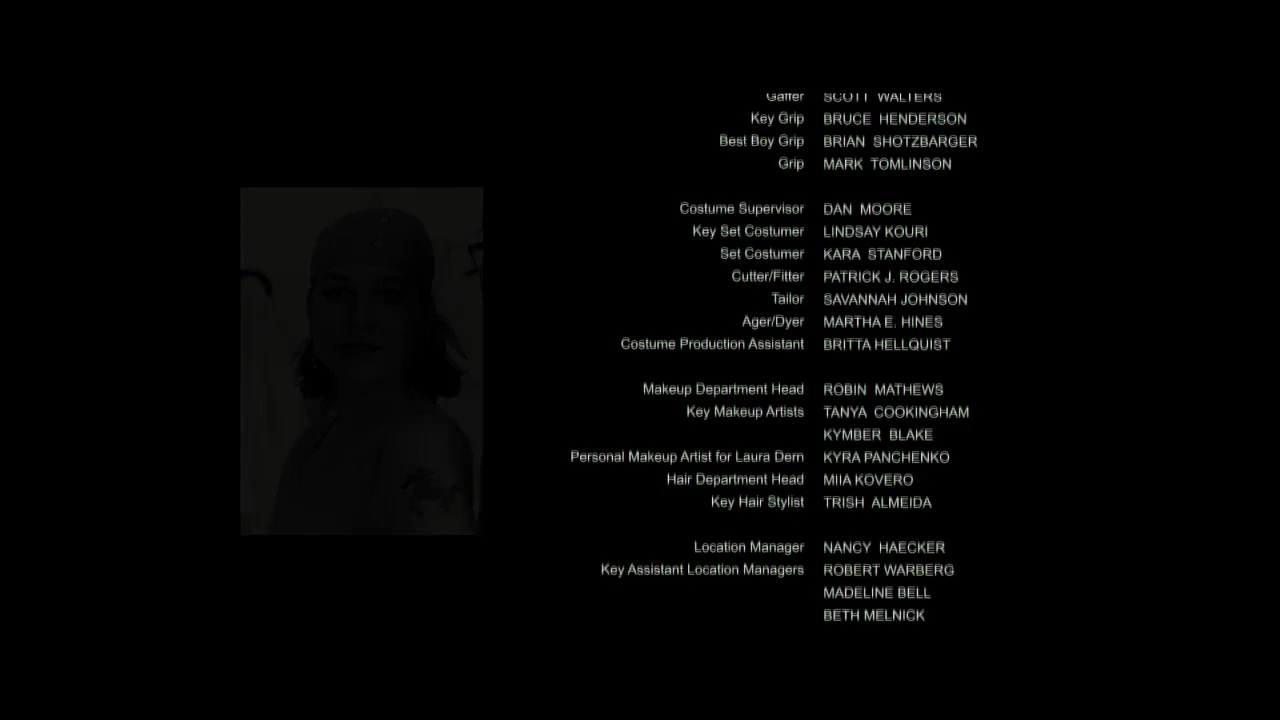 Gaffer SCOTT WALTERS
Key Grip BRUCE HENDERSON
Best Boy Grip BRIAN SHOTZBARGER
Grip MARK TOMLINSON
Costume Supervisor DAN MOORE
Key Set Costumer LINDSAY KOURI
Set Costumer KARA STANFORD
Cutter/Fitter PATRICK J. ROGERS
Tailor SAVANNAH JOHNSON
Ager/Dyer MARTHA E. HINES
Costume Production Assistant BRITTA HELLQUIST
Makeup Department Head ROBIN MATHEWS
Key Makeup Artists TANYA COOKINGHAM
KYMBER BLAKE
Personal Makeup Artist for Laura Dern KYRA PANCHENKO
Hair Department Head MIIA KOVERO
Key Hair Stylist TRISH ALMEIDA
Location Manager NANCY HAECKER
Key Assistant Location Managers ROBERT WARBERG
MADELINE BELL
BETH MELNICK